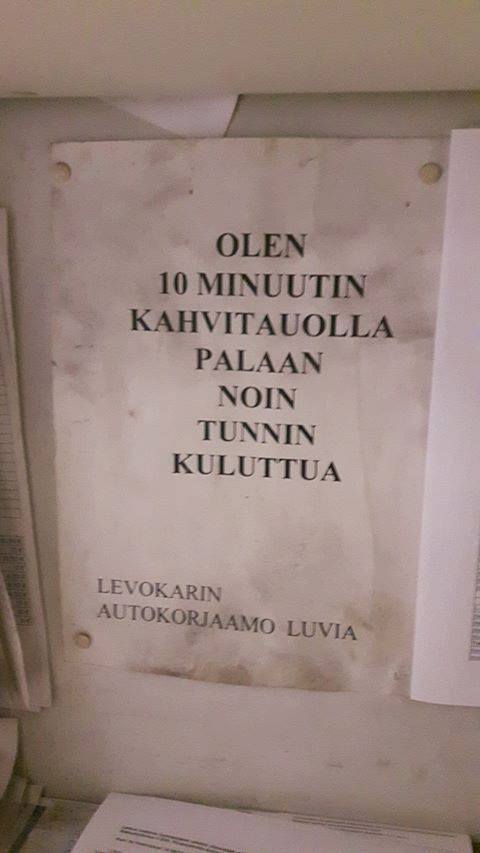 OLEN
10 MINUUTIN
KAHVITAUOLLA
PALAAN
NOIN
TUNNIN
KULUTTUA
LEVOKARIN
AUTOKORJAAMO LUVIA